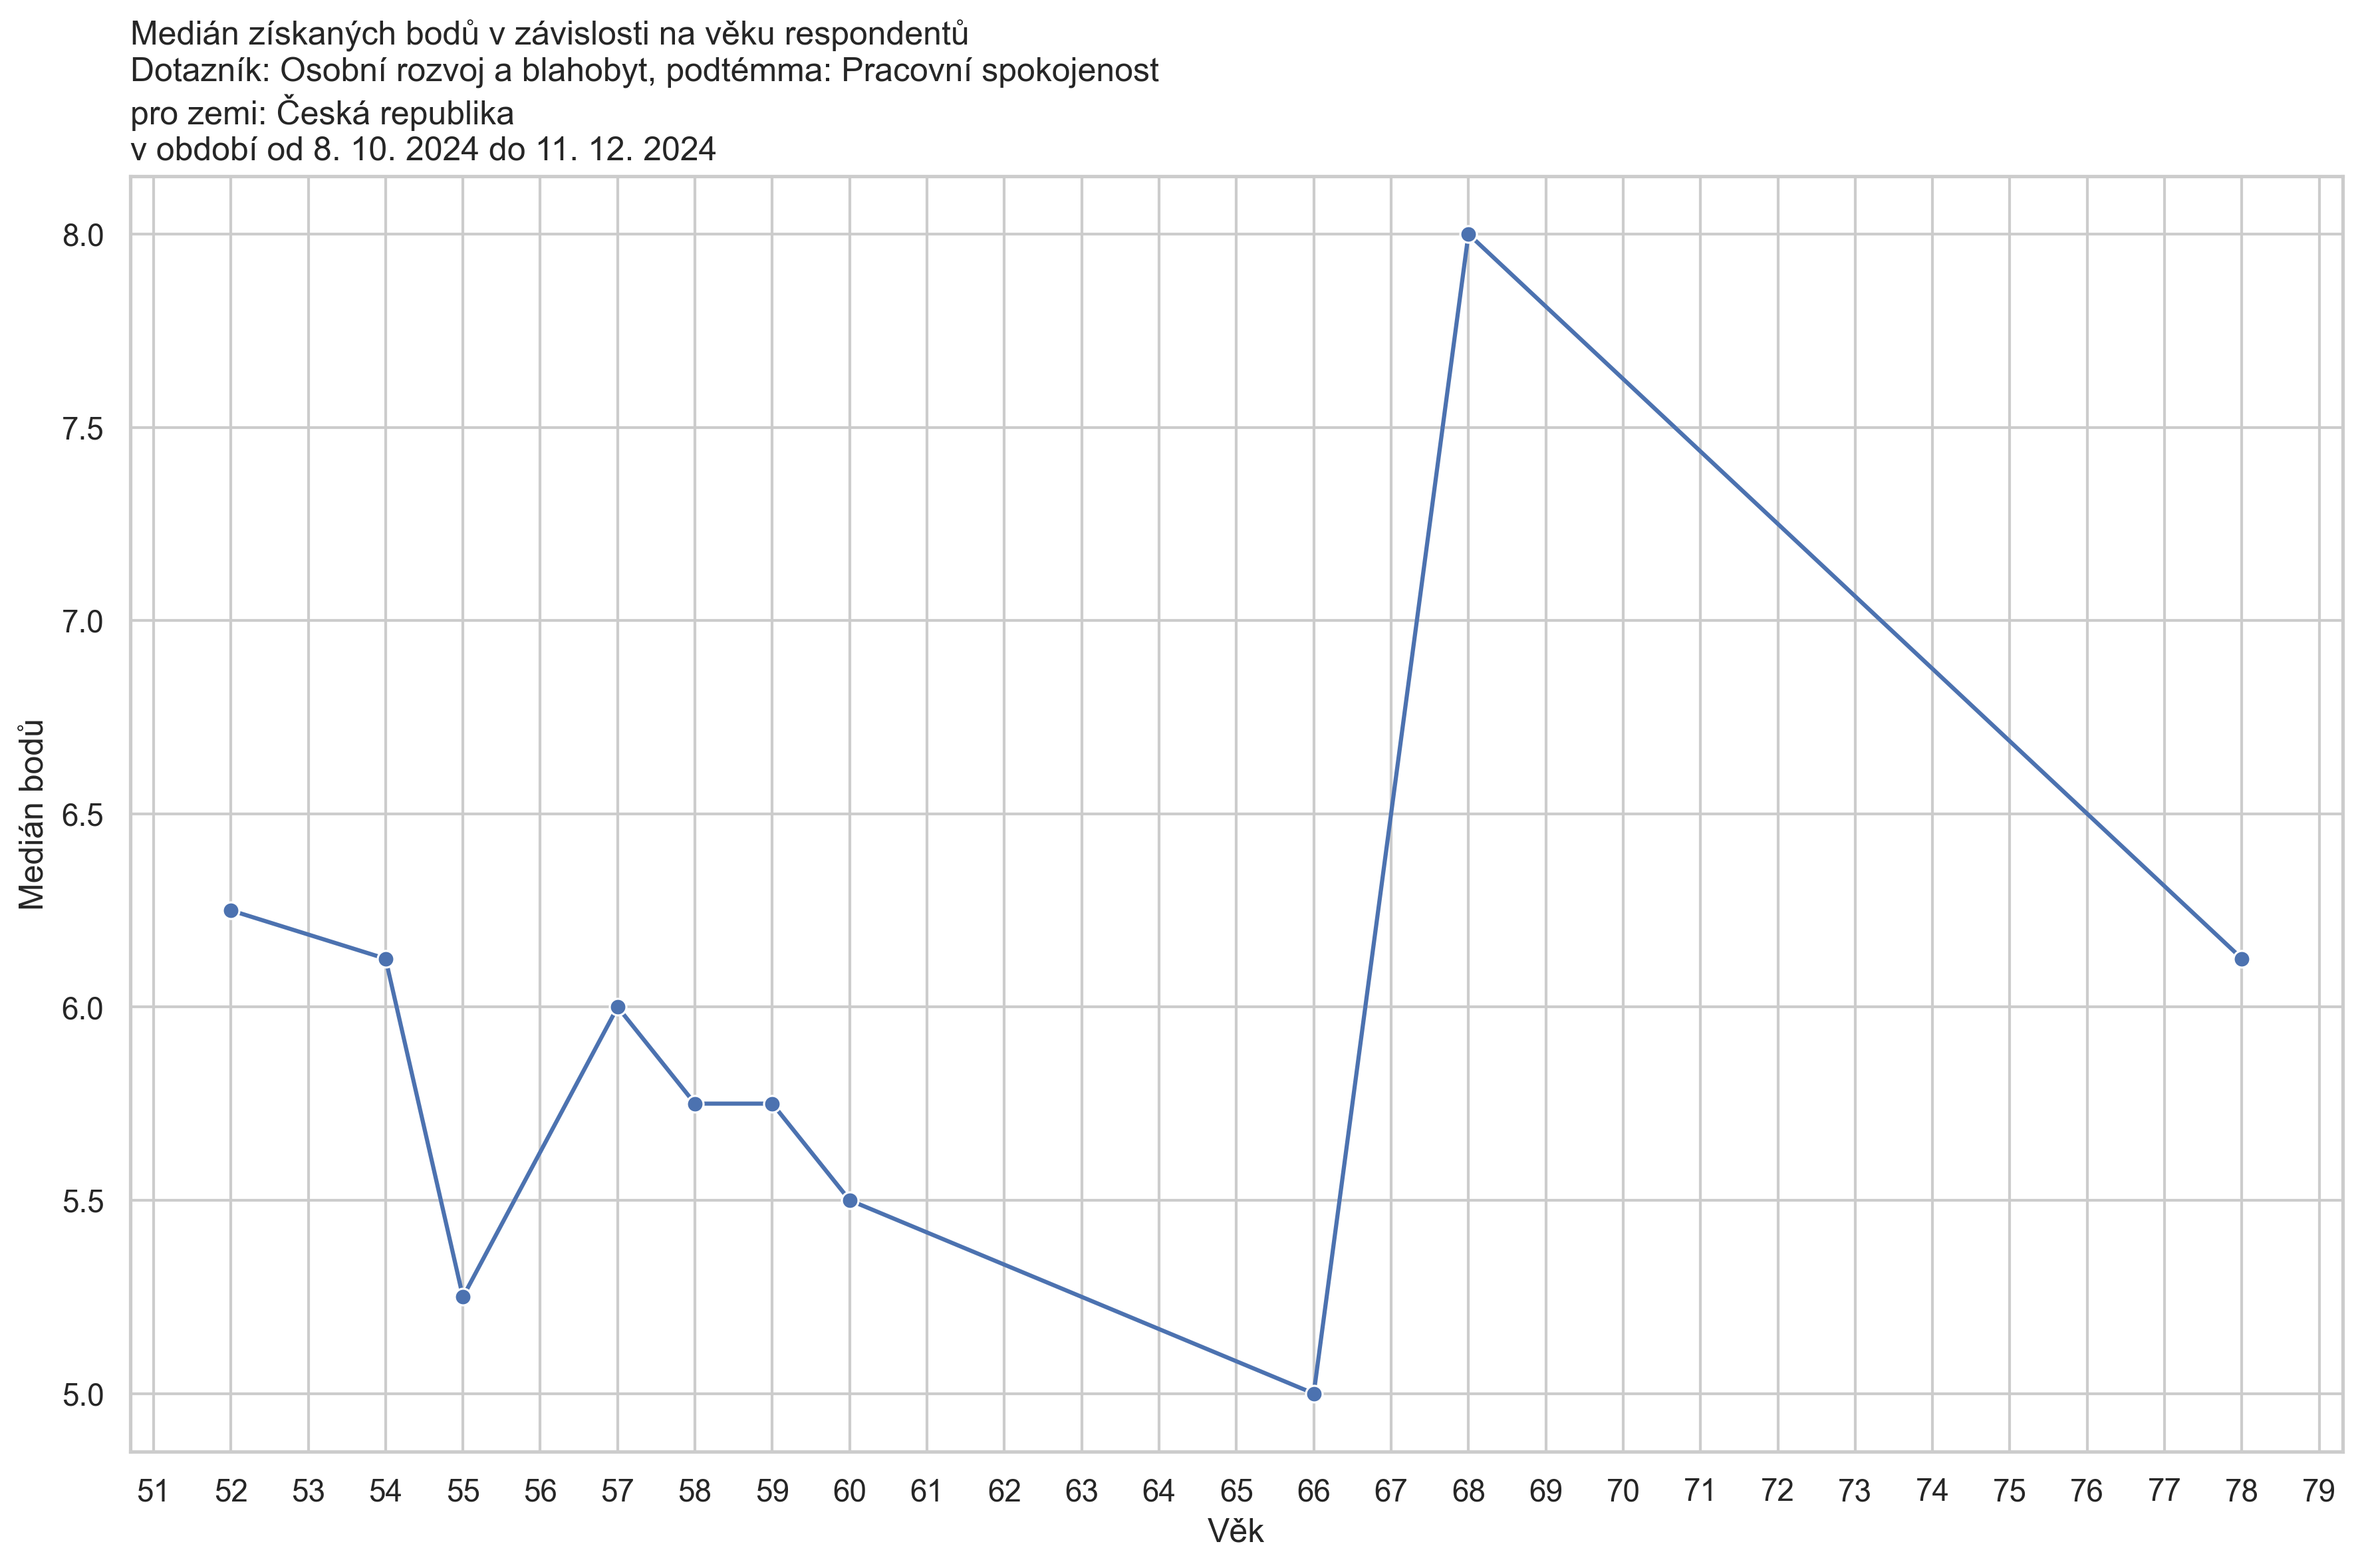 Medián získaných bodů v závislosti na věku respondentů
Dotazník: Osobní rozvoj a blahobyt, podtémma: Pracovní spokojenost
pro zemi: Česká republika
v období od 8. 10. 2024 do 11. 12. 2024
8.0
7.5
7.0
6.5
6.0
5.5
5.0
Medián bodů
51 52 53 54 55 56 57 58 59 60 61 62 63 64 65 66 67 68 69 70 71 72 73 74 75 76 77 78 79
Věk